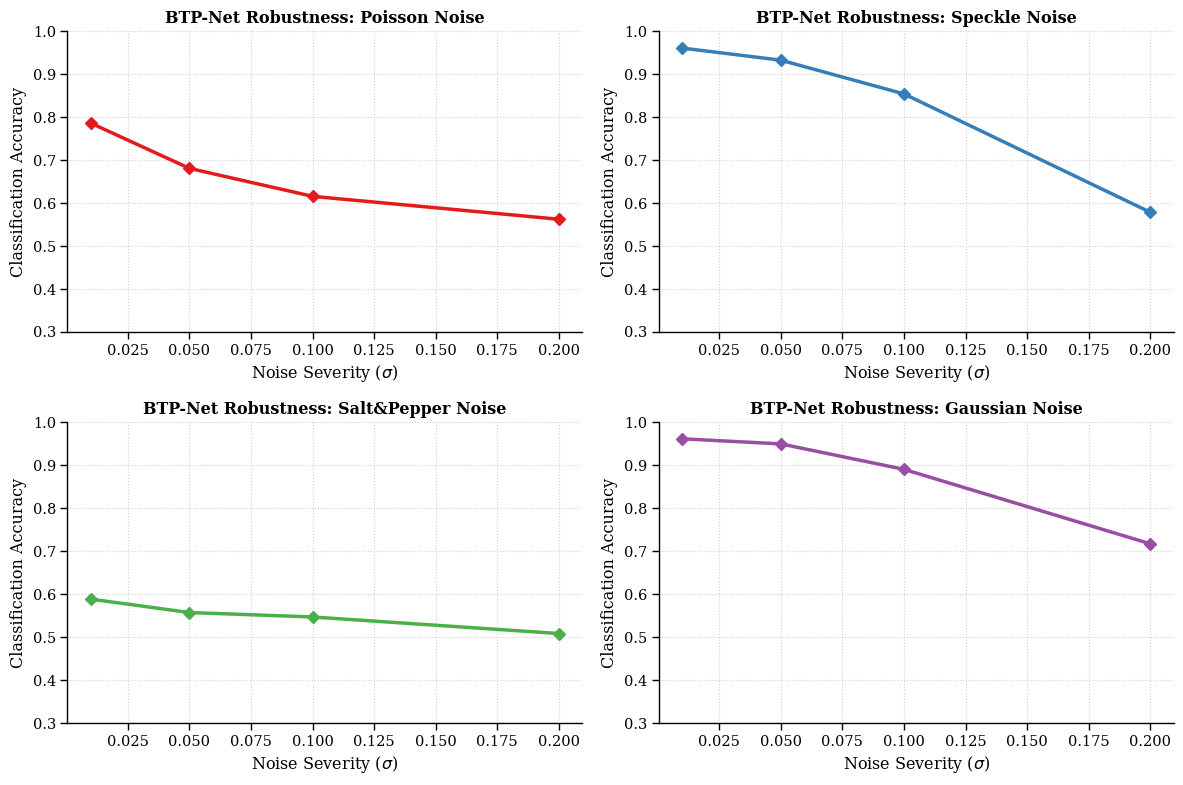 BTP-Net Robustness: Poisson Noise
Classification Accuracy
1.0
0.9
0.8
0.7
0.6
0.5
0.4
0.3
0.025 0.050 0.075 0.100 0.125 0.150 0.175 0.200
Noise Severity (σ)
BTP-Net Robustness: Speckle Noise
Classification Accuracy
1.0
0.9
0.8
0.7
0.6
0.5
0.4
0.3
0.025 0.050 0.075 0.100 0.125 0.150 0.175 0.200
Noise Severity (σ)
BTP-Net Robustness: Salt&Pepper Noise
Classification Accuracy
1.0
0.9
0.8
0.7
0.6
0.5
0.4
0.3
0.025 0.050 0.075 0.100 0.125 0.150 0.175 0.200
Noise Severity (σ)
BTP-Net Robustness: Gaussian Noise
Classification Accuracy
1.0
0.9
0.8
0.7
0.6
0.5
0.4
0.3
0.025 0.050 0.075 0.100 0.125 0.150 0.175 0.200
Noise Severity (σ)